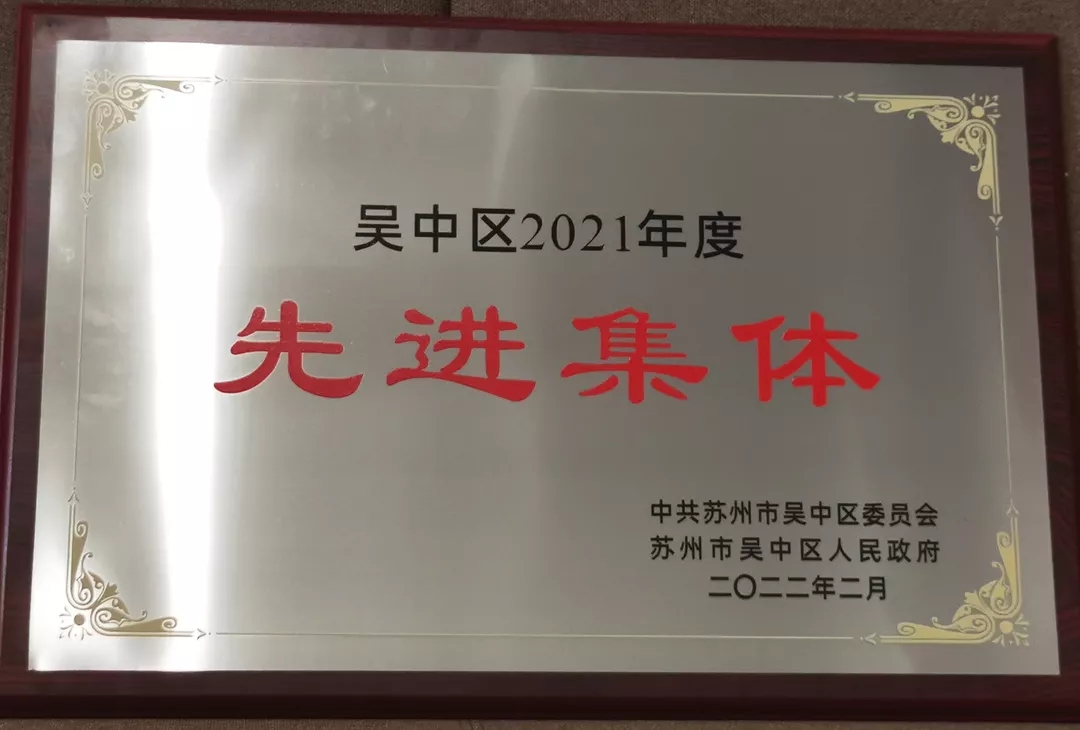 吴中区2021年度
先进集体
中共苏州市吴中区委员会
苏州市吴中区人民政府
二〇二二年二月